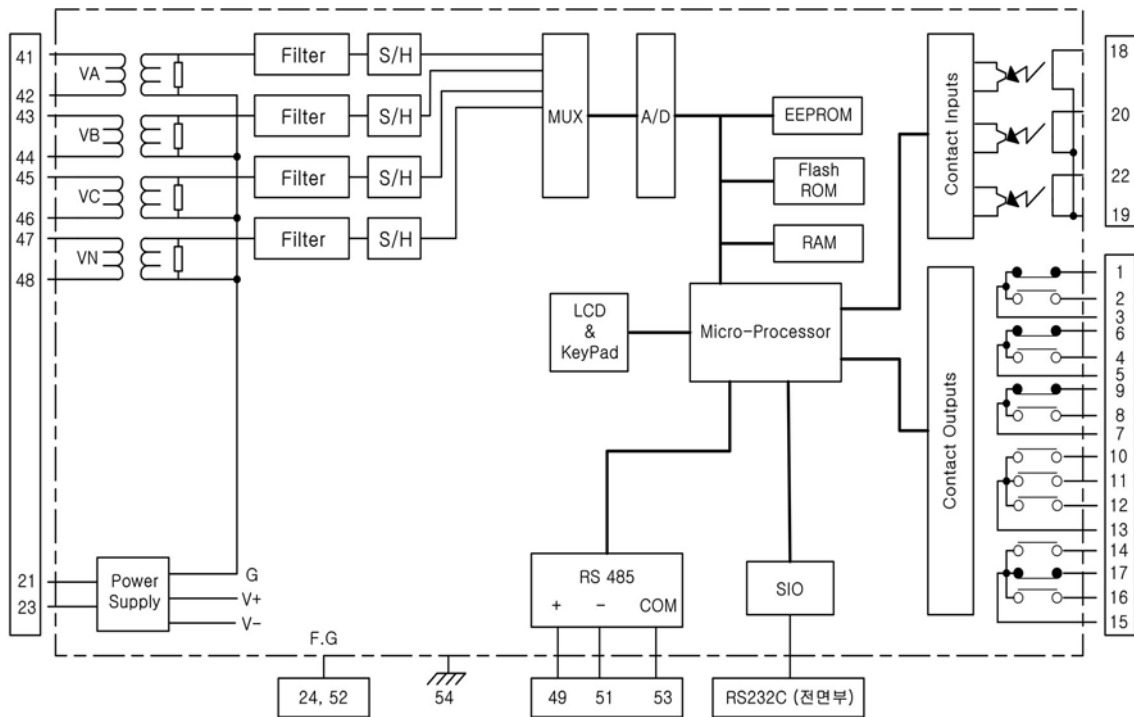 41
VA
42
43
VB
44
45
VC
46
47
VN
48
Filter
S/H
Filter
S/H
Filter
S/H
Filter
S/H
MUX
A/D
EEPROM
Flash
ROM
RAM
LCD
&
KeyPad
Micro-Processor
Contact Inputs
18
20
22
19
Contact Outputs
1
2
3
6
4
5
9
8
7
10
11
12
13
14
17
16
15
21
23
Power
Supply
G
V+
V-
F.G
24, 52
54
RS 485
+ - COM
49 51 53
SIO
RS232C (전면부)